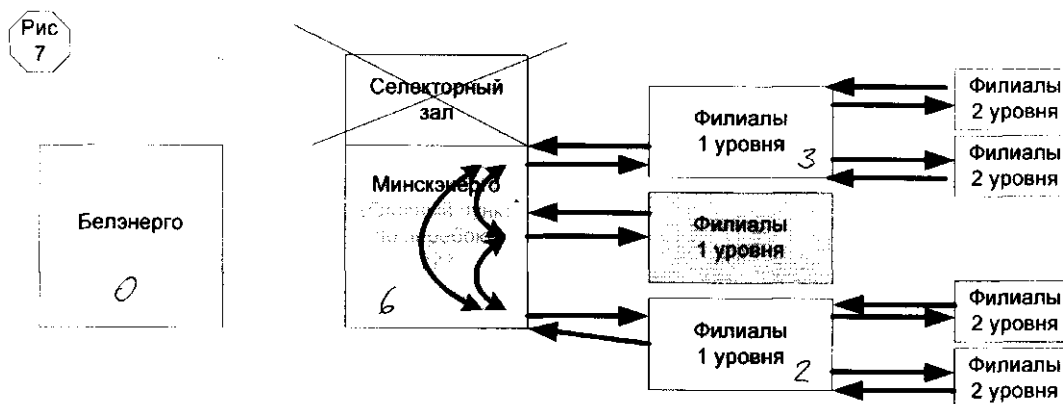 Рис
7
Селекторный
зал
Белэнерго
0
Минскэнерго
6
Филиалы
1 уровня
3
Филиалы
1 уровня
Филиалы
1 уровня
2
Филиалы
2 уровня
Филиалы
2 уровня
Филиалы
2 уровня
Филиалы
2 уровня